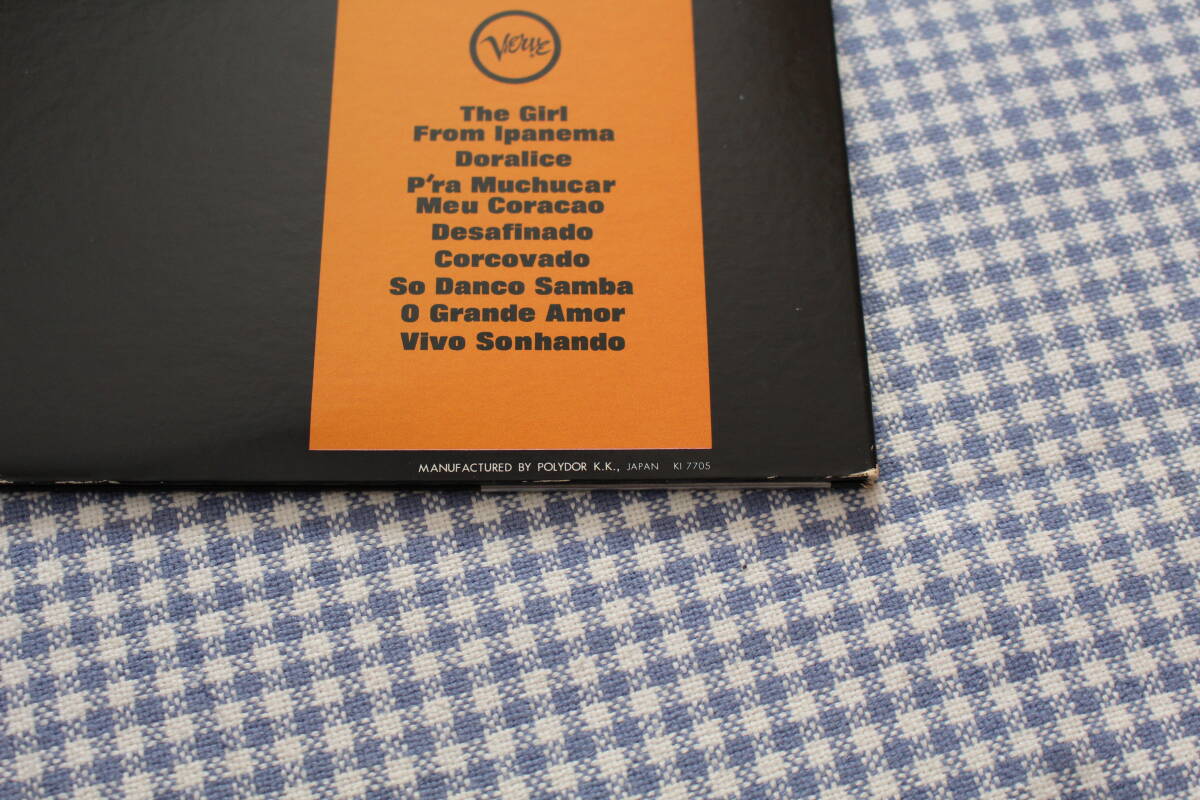 Verve
The Girl
From Ipanema
Doralice
P'ra Muchucar
Meu Coracao
Desafinado
Corcovado
So Danco Samba
O Grande Amor
Vivo Sonhando
MANUFACTURED BY POLYDOR K.K., JAPAN KI 7705